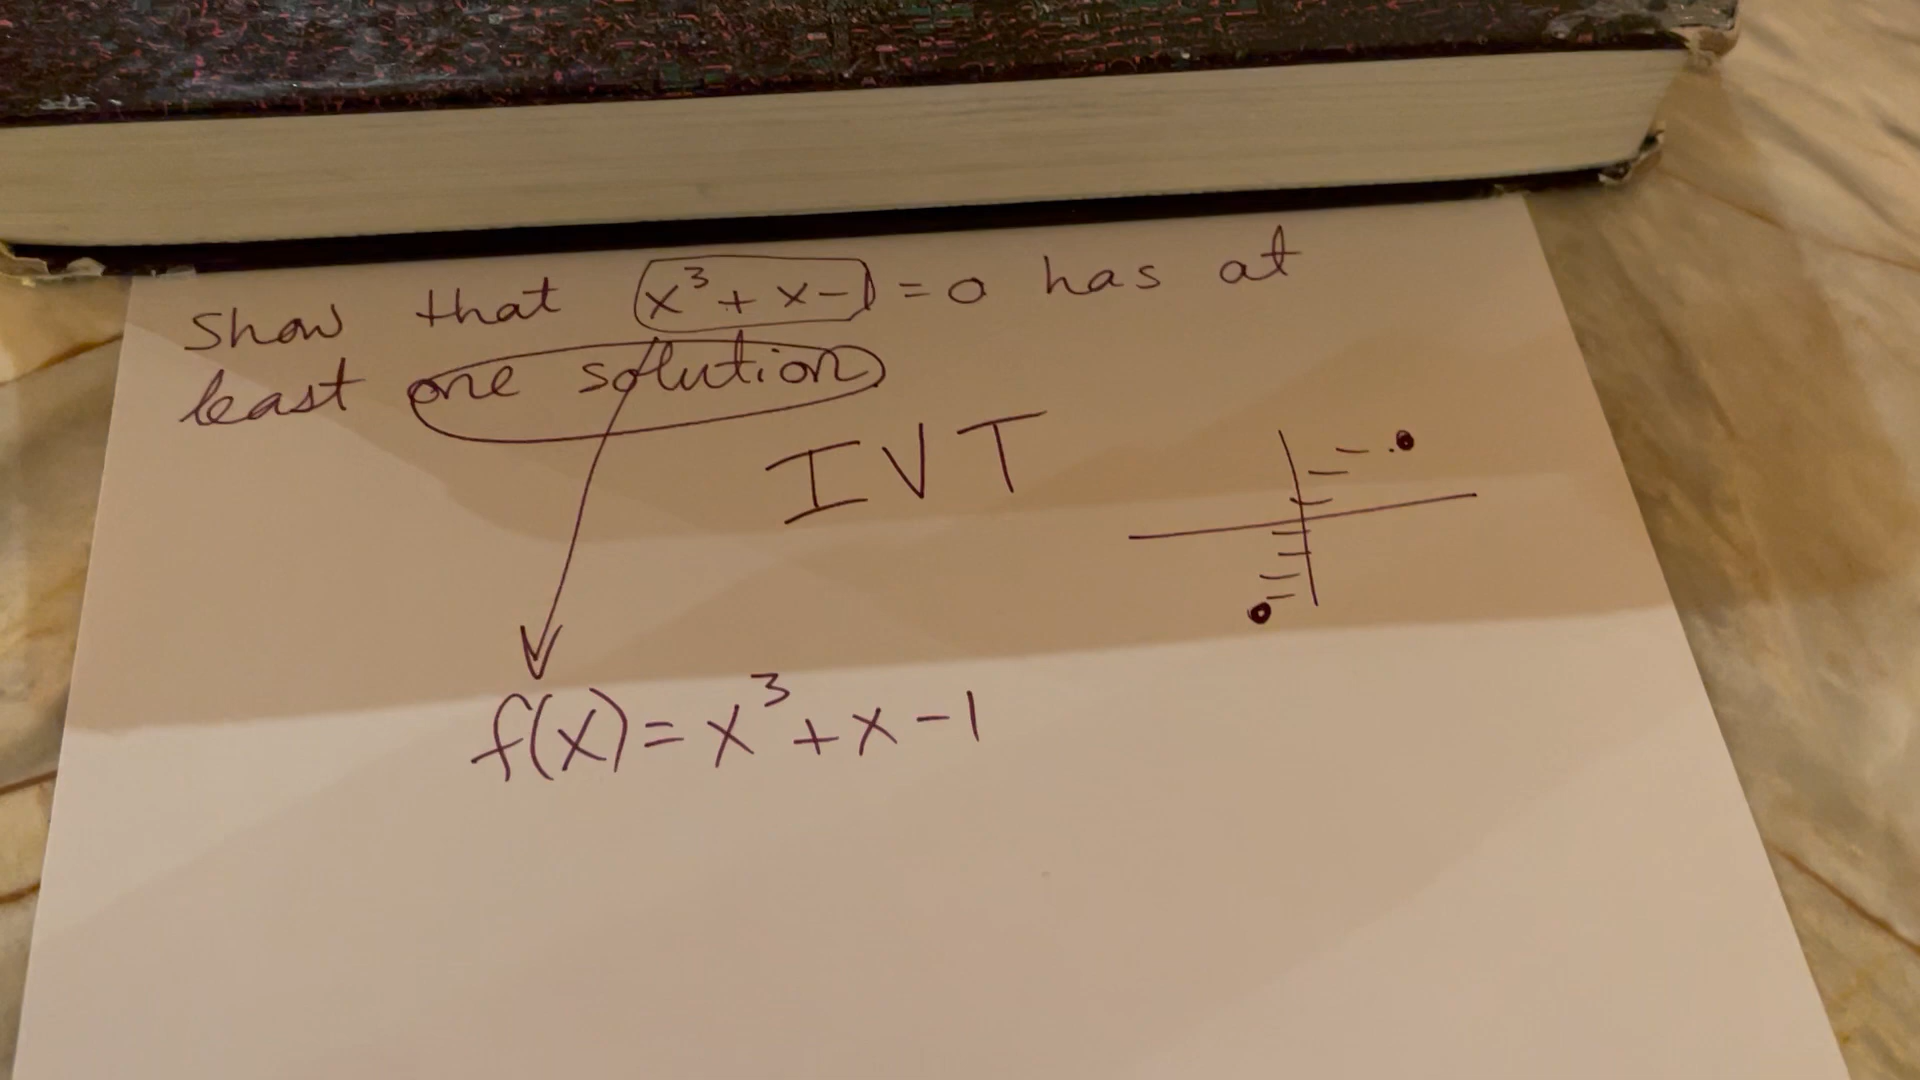 Show that x³ + x - 1 = 0 has at
least one solution
IVT
f(x) = x³ + x - 1